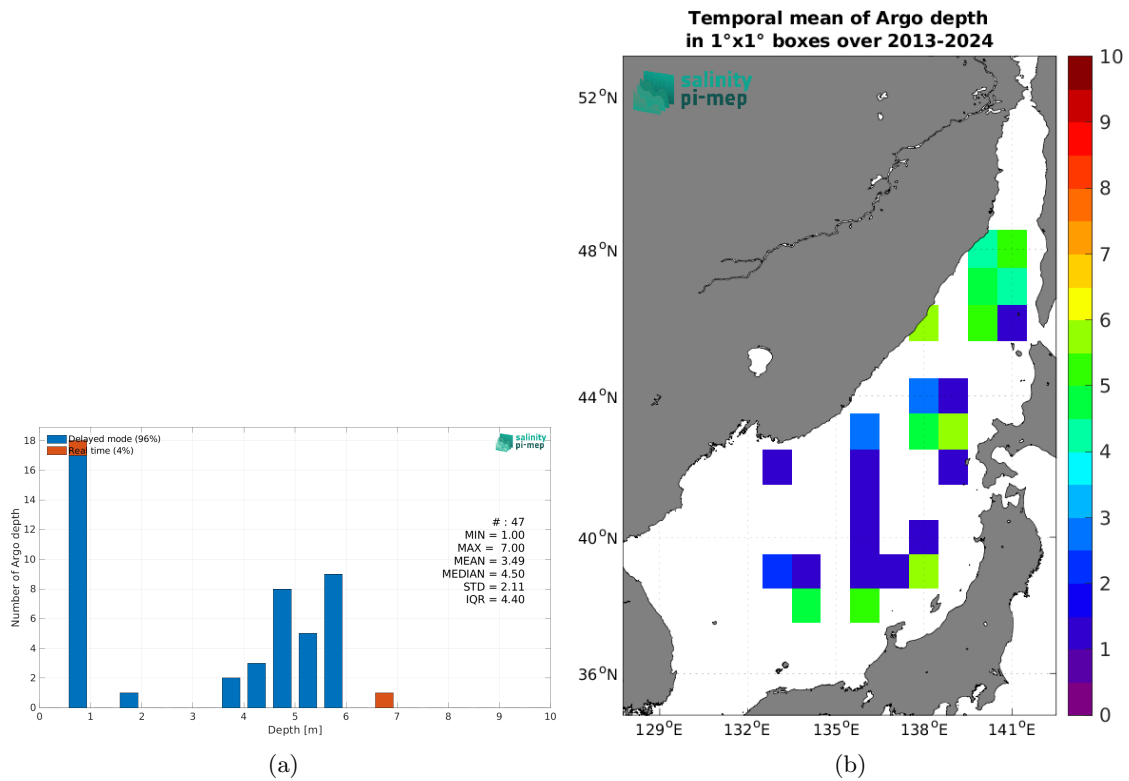 Temporal mean of Argo depth
in 1°x1° boxes over 2013-2024
salinity
pi-mep
52°N
48°N
44°N
40°N
36°N
129°E
132°E
135°E
138°E
141°E
10
9
8
7
6
5
4
3
2
1
0
Delayed mode (96%)
Real time (4%)
salinity
pi-mep
# : 47
MIN = 1.00
MAX = 7.00
MEAN = 3.49
MEDIAN = 4.50
STD = 2.11
IQR = 4.40
Number of Argo depth
18
16
14
12
10
8
6
4
2
0
0 1 2 3 4 5 6 7 8 9 10
Depth [m]
(a)
(b)